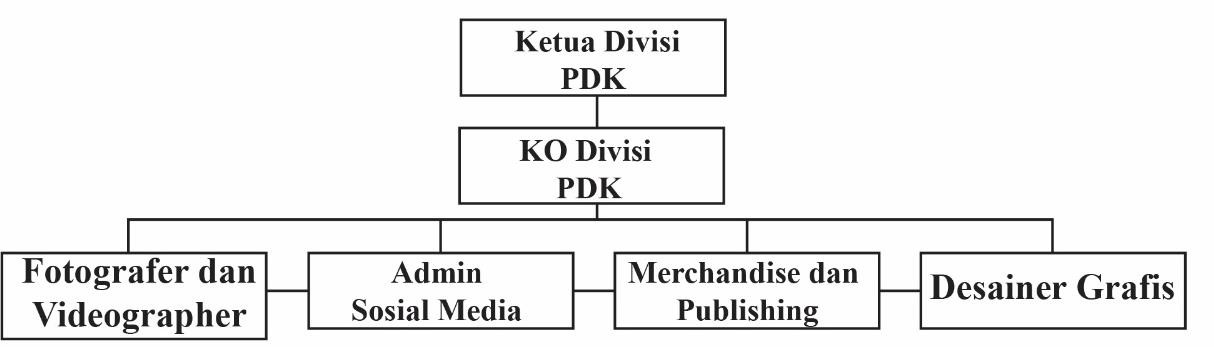 Ketua Divisi
PDK
KO Divisi
PDK
Fotografer dan
Videographer
Admin
Sosial Media
Merchandise dan
Publishing
Desainer Grafis